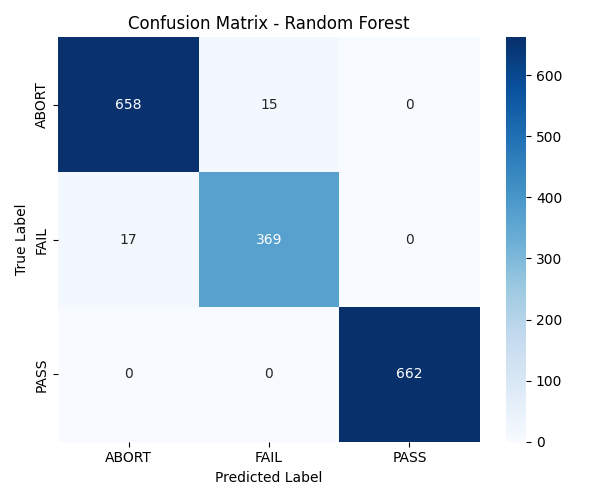 Confusion Matrix - Random Forest
ABORT
658
15
0
FAIL
17
369
0
PASS
0
0
662
True Label
ABORT
FAIL
PASS
Predicted Label
600
500
400
300
200
100
0